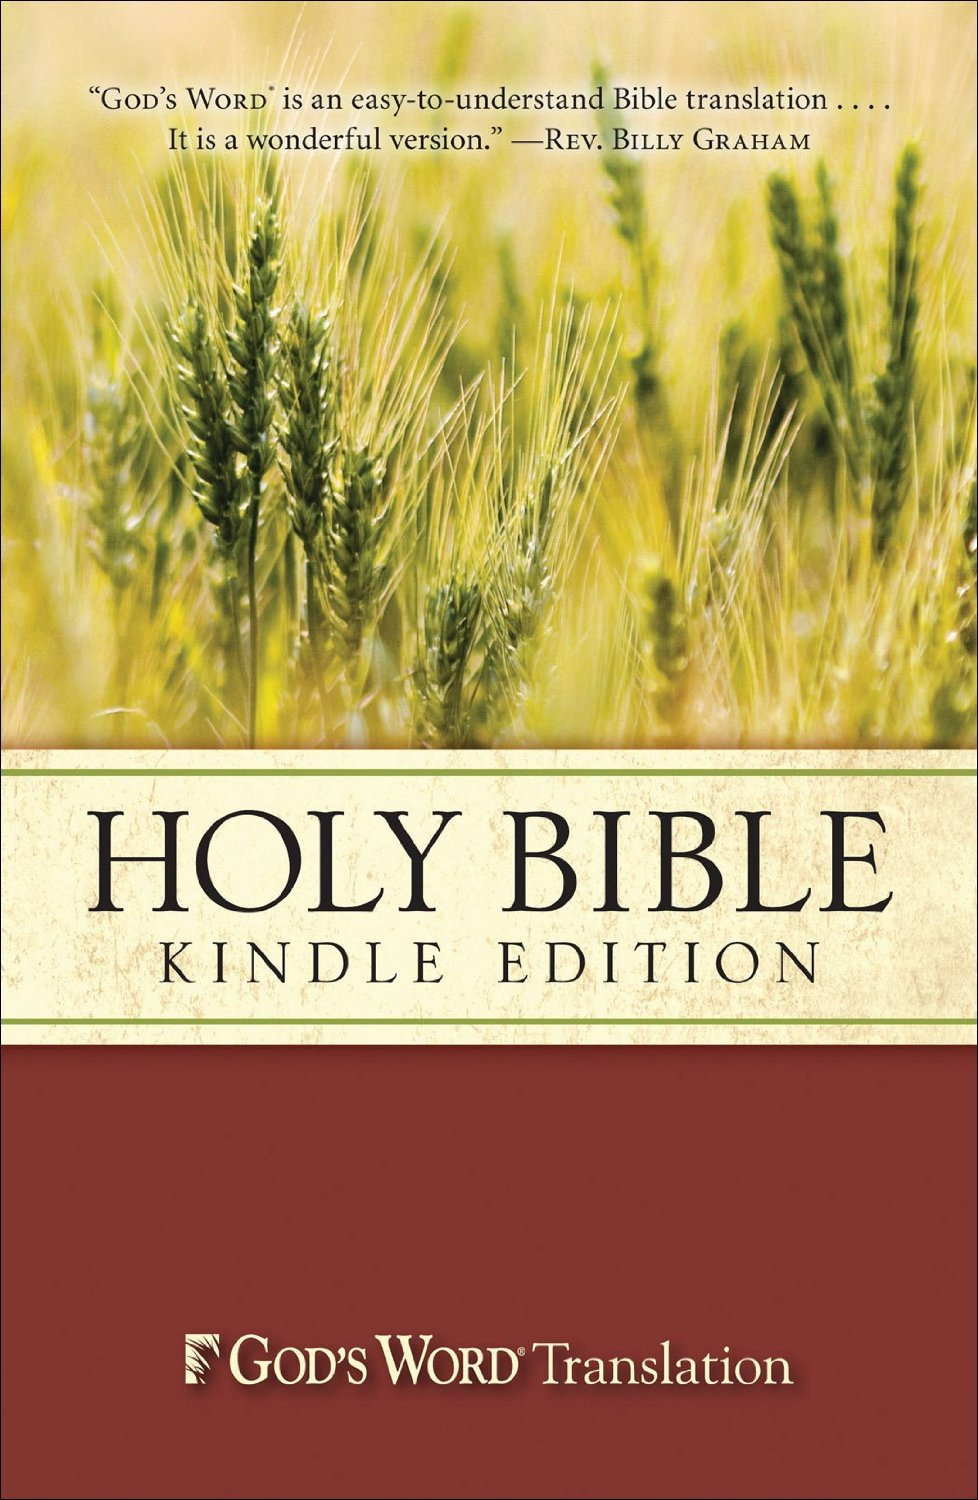 “God’s Word® is an easy-to-understand Bible translation . . . .
It is a wonderful version.” —Rev. Billy Graham
HOLY BIBLE
KINDLE EDITION
God’s Word® Translation